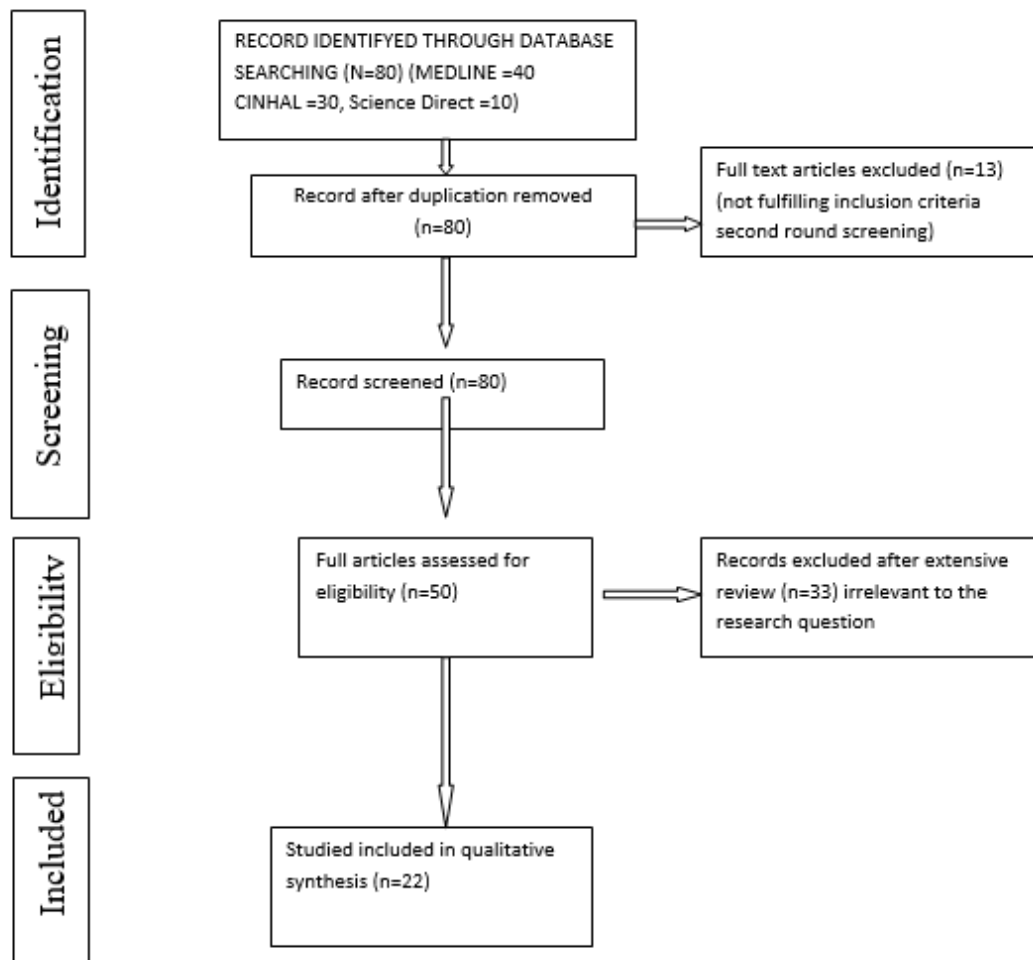 Identification
RECORD IDENTIFYED THROUGH DATABASE
SEARCHING (N=80) (MEDLINE =40
CINHAL =30, Science Direct =10)
Record after duplication removed
(n=80)
Full text articles excluded (n=13)
(not fulfilling inclusion criteria
second round screening)
Screening
Record screened (n=80)
Eligibility
Full articles assessed for
eligibility (n=50)
Records excluded after extensive
review (n=33) irrelevant to the
research question
Included
Studied included in qualitative
synthesis (n=22)